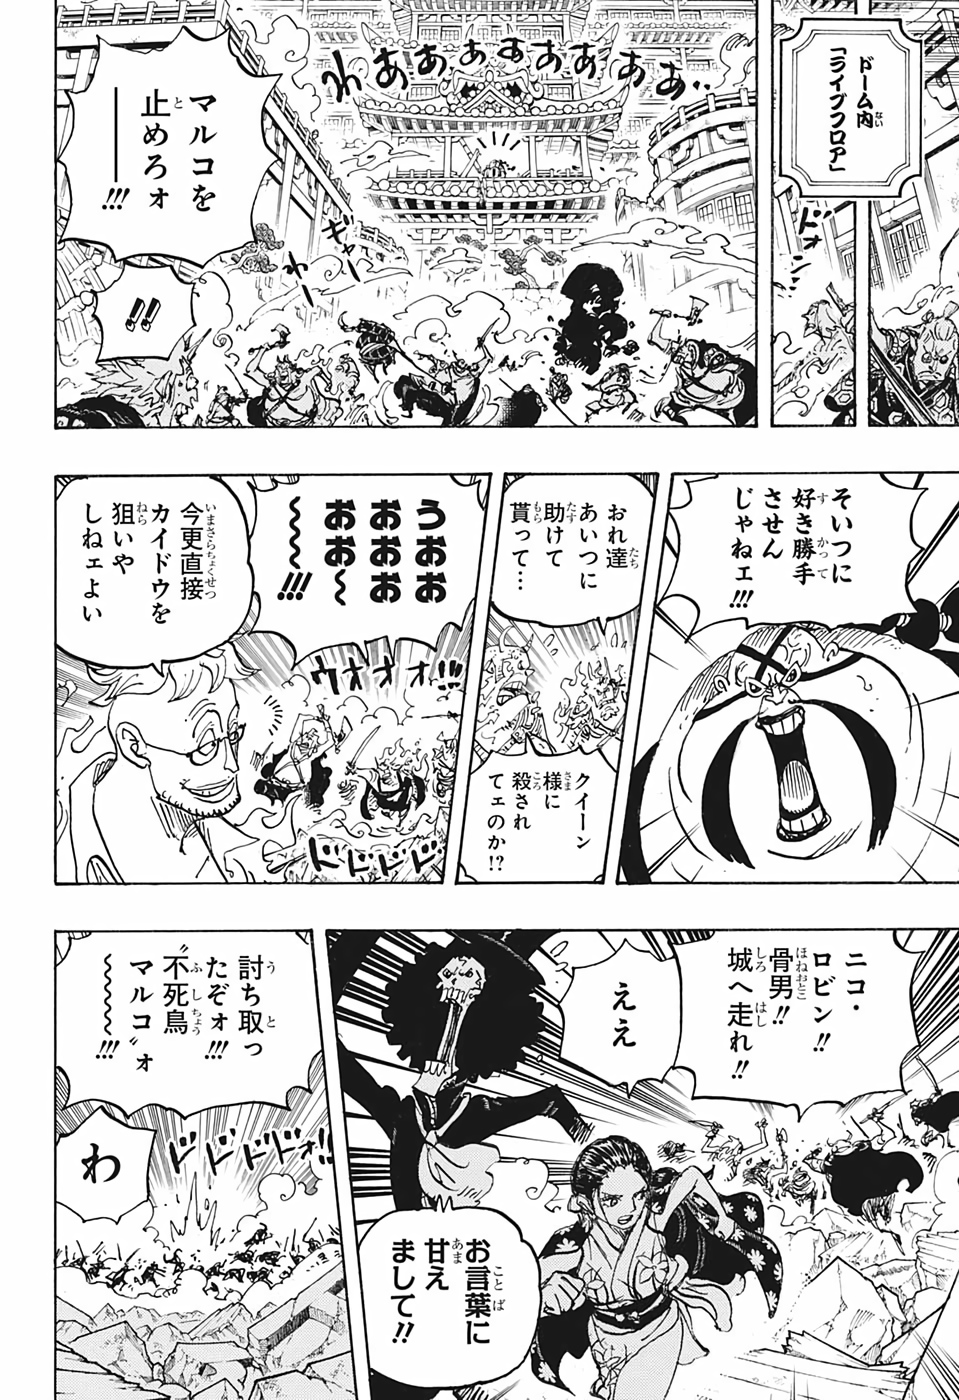 ドーム内
「ライブフロア」
ドォン
わあああああああぁ…
ギャー
わー
マルコを
止めろォ
━━!!!
!!
そいつに
好き勝手
させん
じゃねェ!!!!
おれ達
あいつに
助けて
貰って…
クイーン
様に
殺され
てェのか!?
うおお
おおお
おお〜
〜〜!!!
ウオオオォ!!!
ドドドドド
今更直接
カイドウを
狙いや
しねェよい
ニコ・
ロビン!!
骨男!!
城へ走れ!!
ええ
お言葉に
甘え
まして!!
討ち取っ
たぞォ!!!
〝不死鳥
マルコ〟ォ
〜〜!!!
ドドドドォ!!
わ